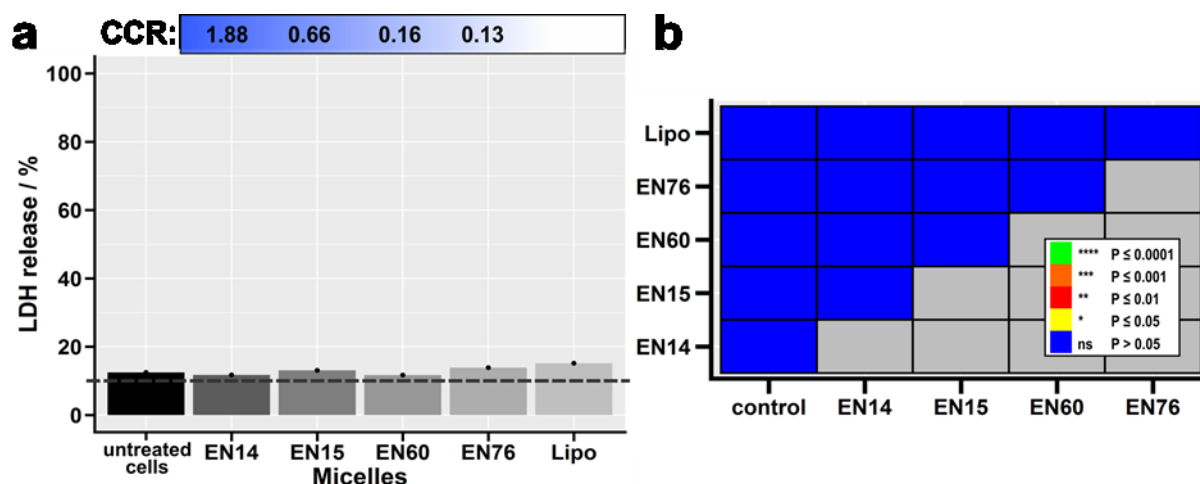 a
CCR: 1.88 0.66 0.16 0.13
LDH release / %
100
80
60
40
20
0
untreated
cells
EN14 EN15 EN60 EN76 Lipo
Micelles
b
Lipo
EN76
EN60
EN15
EN14
control EN14 EN15 EN60 EN76
**** P ≤ 0.0001
*** P ≤ 0.001
** P ≤ 0.01
* P ≤ 0.05
ns P > 0.05